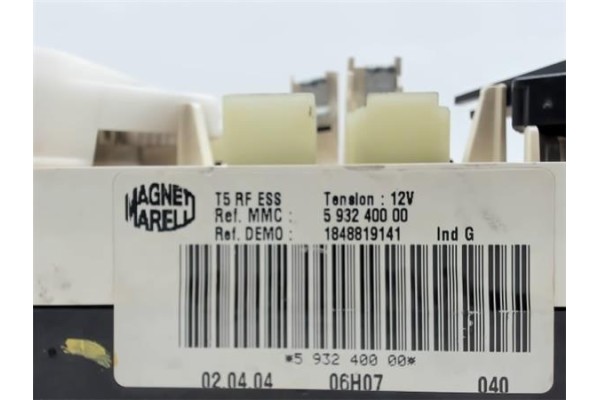 MAGNETI
MARELLI
T5 RF ESS Tension : 12V
Ref. MMC : 5 932 400 00
Ref. DEMO : 1848819141 Ind G
*5 932 400 00*
02.04.04 06H07 040